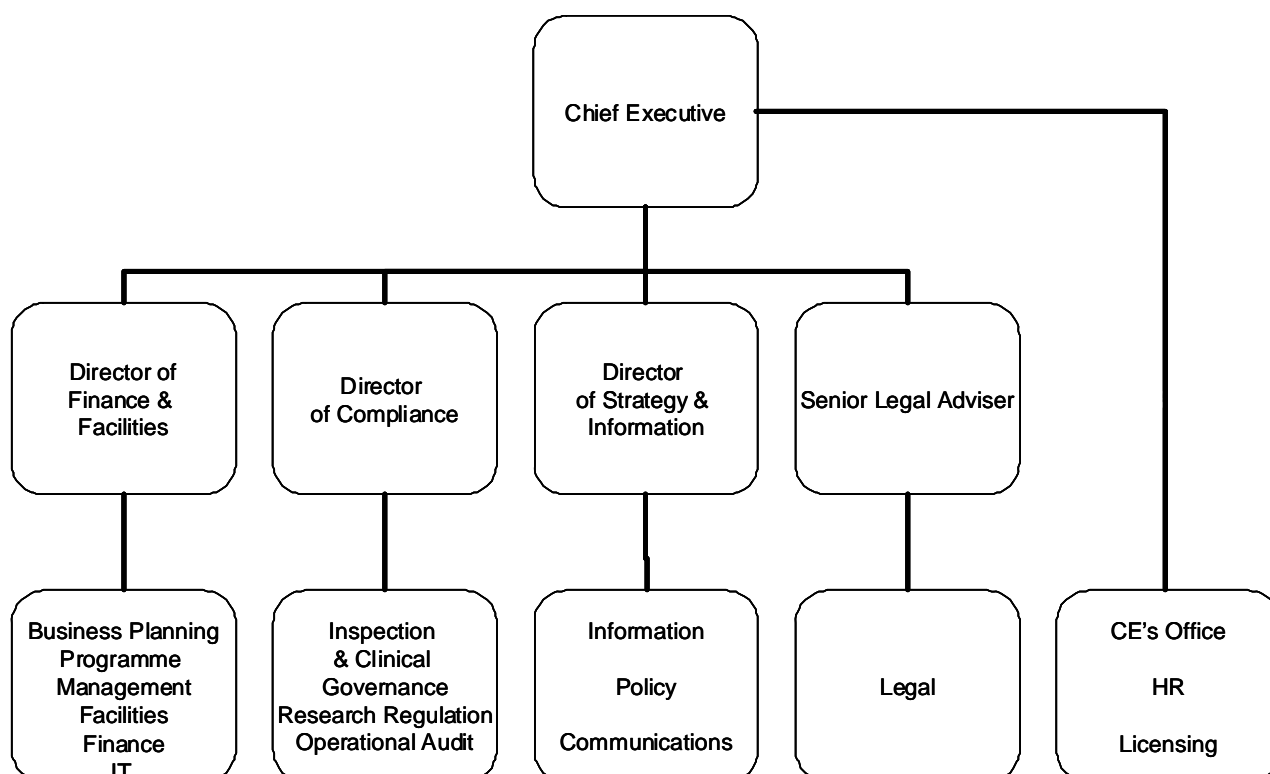 Chief Executive
Director of
Finance &
Facilities
Director
of Compliance
Director
of Strategy &
Information
Senior Legal Adviser
Business Planning
Programme
Management
Facilities
Finance
IT
Inspection
& Clinical
Governance
Research Regulation
Operational Audit
Information
Policy
Communications
Legal
CE's Office
HR
Licensing